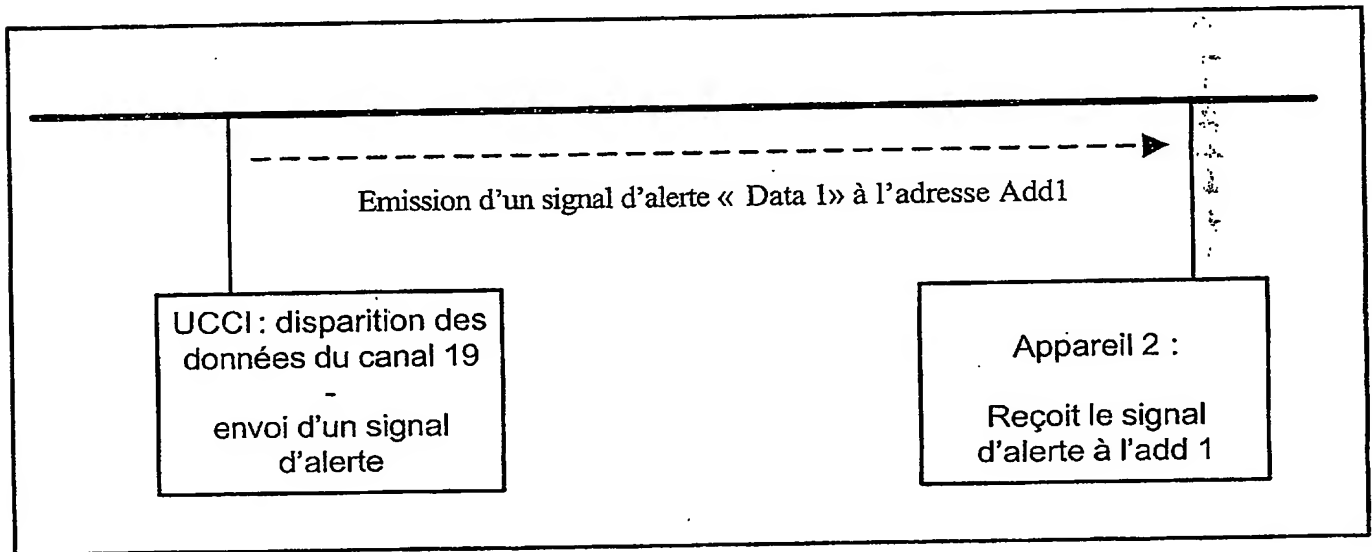 Emission d'un signal d'alerte « Data 1» à l'adresse Add1
UCCI : disparition des
données du canal 19
-
envoi d'un signal
d'alerte
Appareil 2 :
Reçoit le signal
d'alerte à l'add 1